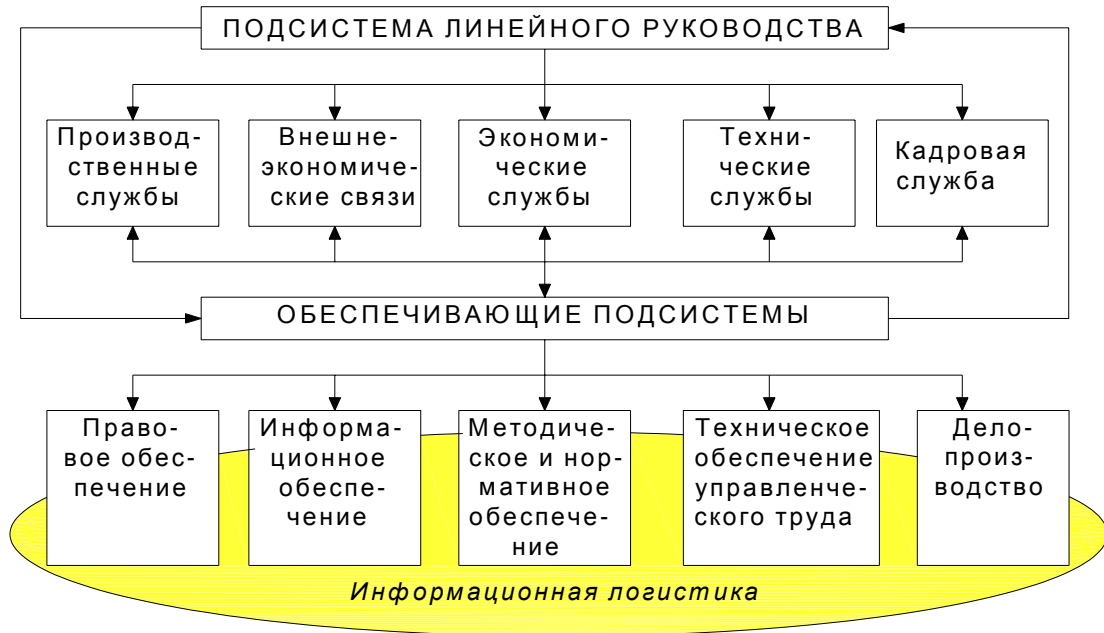 ПОДСИСТЕМА ЛИНЕЙНОГО РУКОВОДСТВА
Производ-
ственные
службы
Внешне-
экономиче-
ские связи
Экономи-
ческие
службы
Техни-
ческие
службы
Кадровая
служба
ОБЕСПЕЧИВАЮЩИЕ ПОДСИСТЕМЫ
Право-
вое обес-
печение
Информа-
ционное
обеспе-
чение
Методиче-
ское и нор-
мативное
обеспече-
ние
Техническое
обеспечение
управленче-
ского труда
Дело-
произ-
водство
Информационная логистика